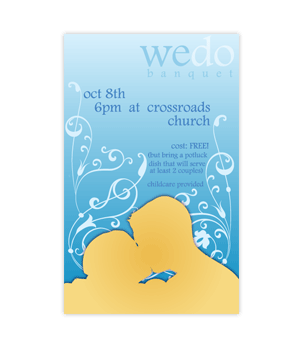 wedo
banquet
oct 8th
6pm at crossroads
church
cost: FREE!
(but bring a potluck
dish that will serve
at least 2 couples)
childcare provided